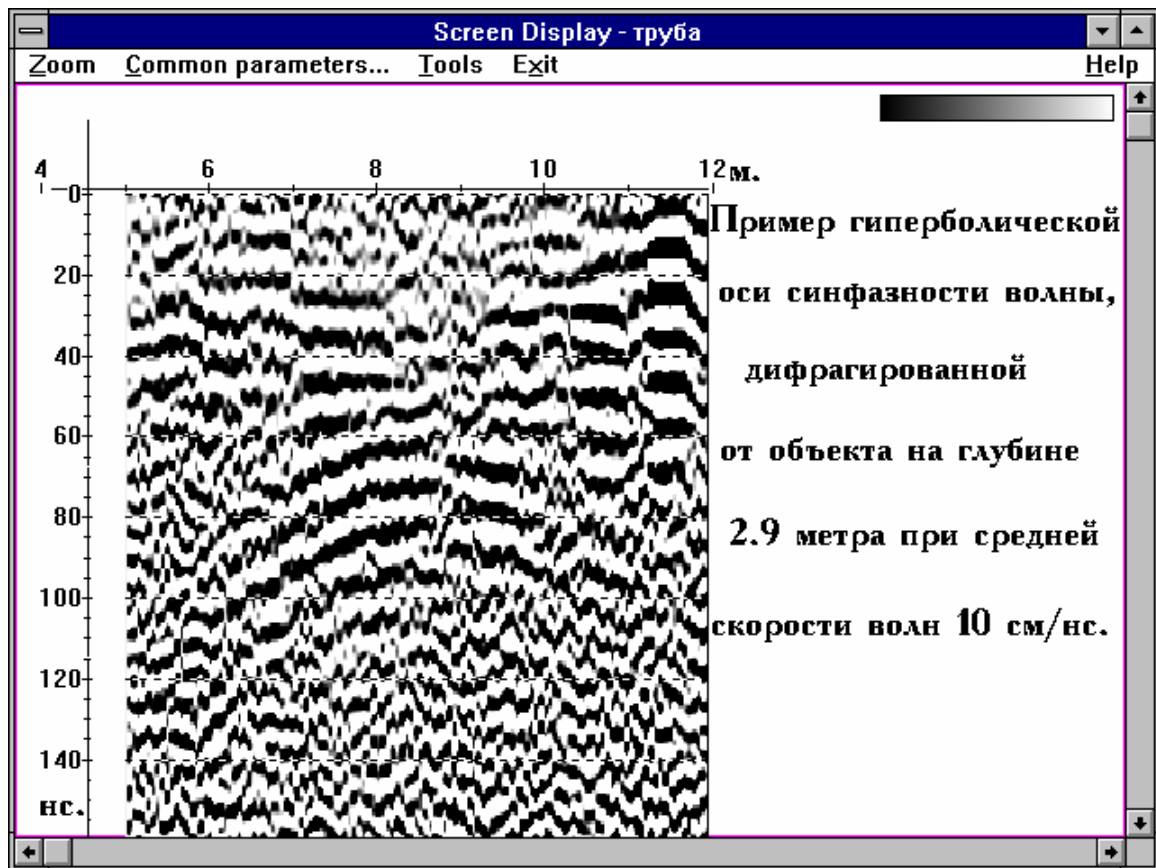 Screen Display - труба
Zoom Common parameters... Tools Exit Help
4 6 8 10 12м.
0
Пример гиперболической
20
оси синфазности волны,
40
дифрагированной
60
от объекта на глубине
80
2.9 метра при средней
100
скорости волн 10 см/нс.
120
140
нс.